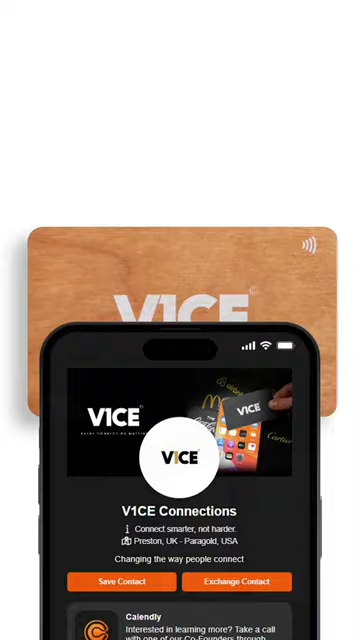 V1CE
V1CE
V1CE
V1CE
V1CE Connections
Connect smarter, not harder.
Preston, UK - Paragold, USA
Changing the way people connect
Save Contact
Exchange Contact
Calendly
Interested in learning more? Take a call
with one of our Co-Founders through